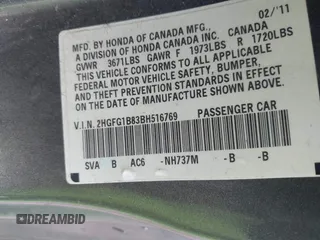 MFD. BY HONDA OF CANADA MFG., 02/'11
A DIVISION OF HONDA CANADA INC. CANADA
GVWR 3671LBS GAWR F 1973LBS R 1720LBS
THIS VEHICLE CONFORMS TO ALL APPLICABLE
FEDERAL MOTOR VEHICLE SAFETY, BUMPER,
AND THEFT PREVENTION STANDARDS IN EFFECT
ON THE DATE OF MANUFACTURE SHOWN ABOVE.
V.I.N. 2HGFG1B83BH516769 PASSENGER CAR
SVA B AC6 -NH737M -B -B
DREAMBID